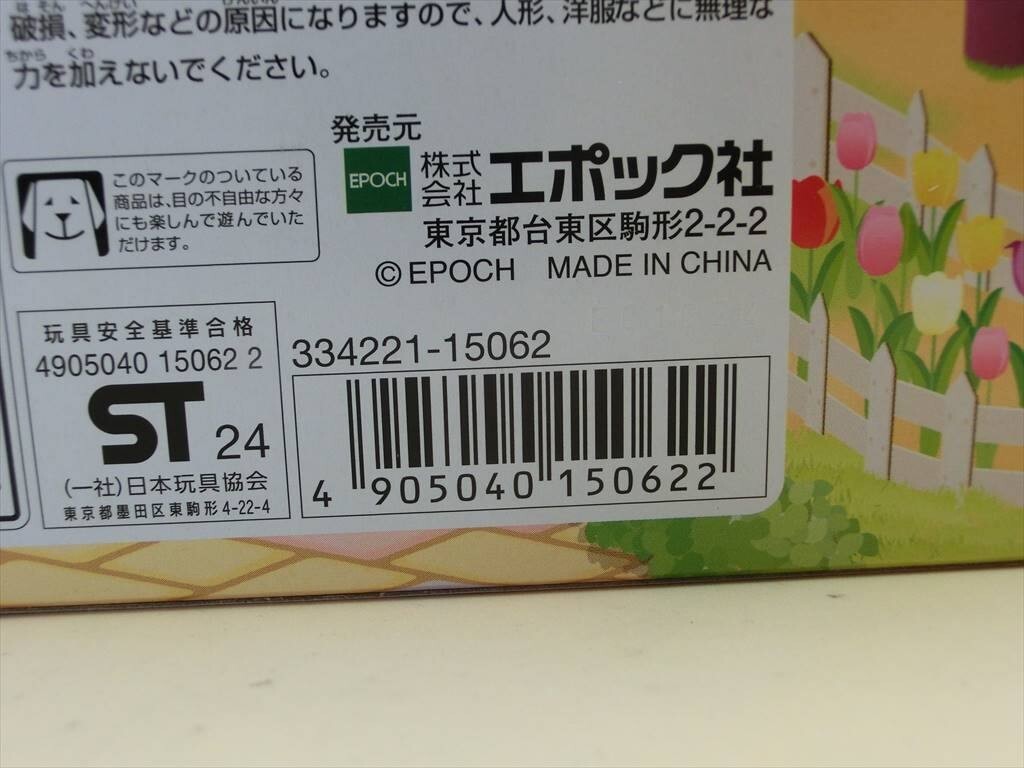 破損、変形などの原因になりますので、人形、洋服などに無理な
ちから くわ
力を加えないでください。
発売元
EPOCH
株式会社 エポック社
東京都台東区駒形2-2-2
© EPOCH MADE IN CHINA
このマークのついている
商品は、目の不自由な方々
にも楽しんで遊んでいた
だけます。
玩具安全基準合格
4905040 15062 2
ST 24
(一社)日本玩具協会
東京都墨田区東駒形4-22-4
334221-15062
4 905040 150622